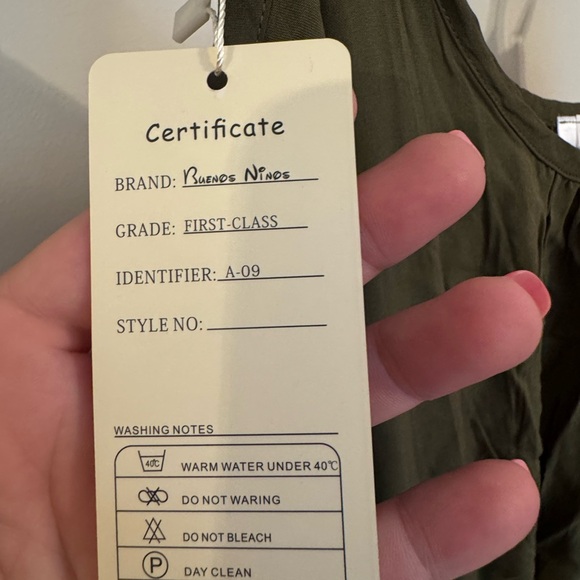 Certificate
BRAND: Buenos Ninos
GRADE: FIRST-CLASS
IDENTIFIER: A-09
STYLE NO:
WASHING NOTES
40℃ WARM WATER UNDER 40℃
DO NOT WARING
DO NOT BLEACH
P DAY CLEAN